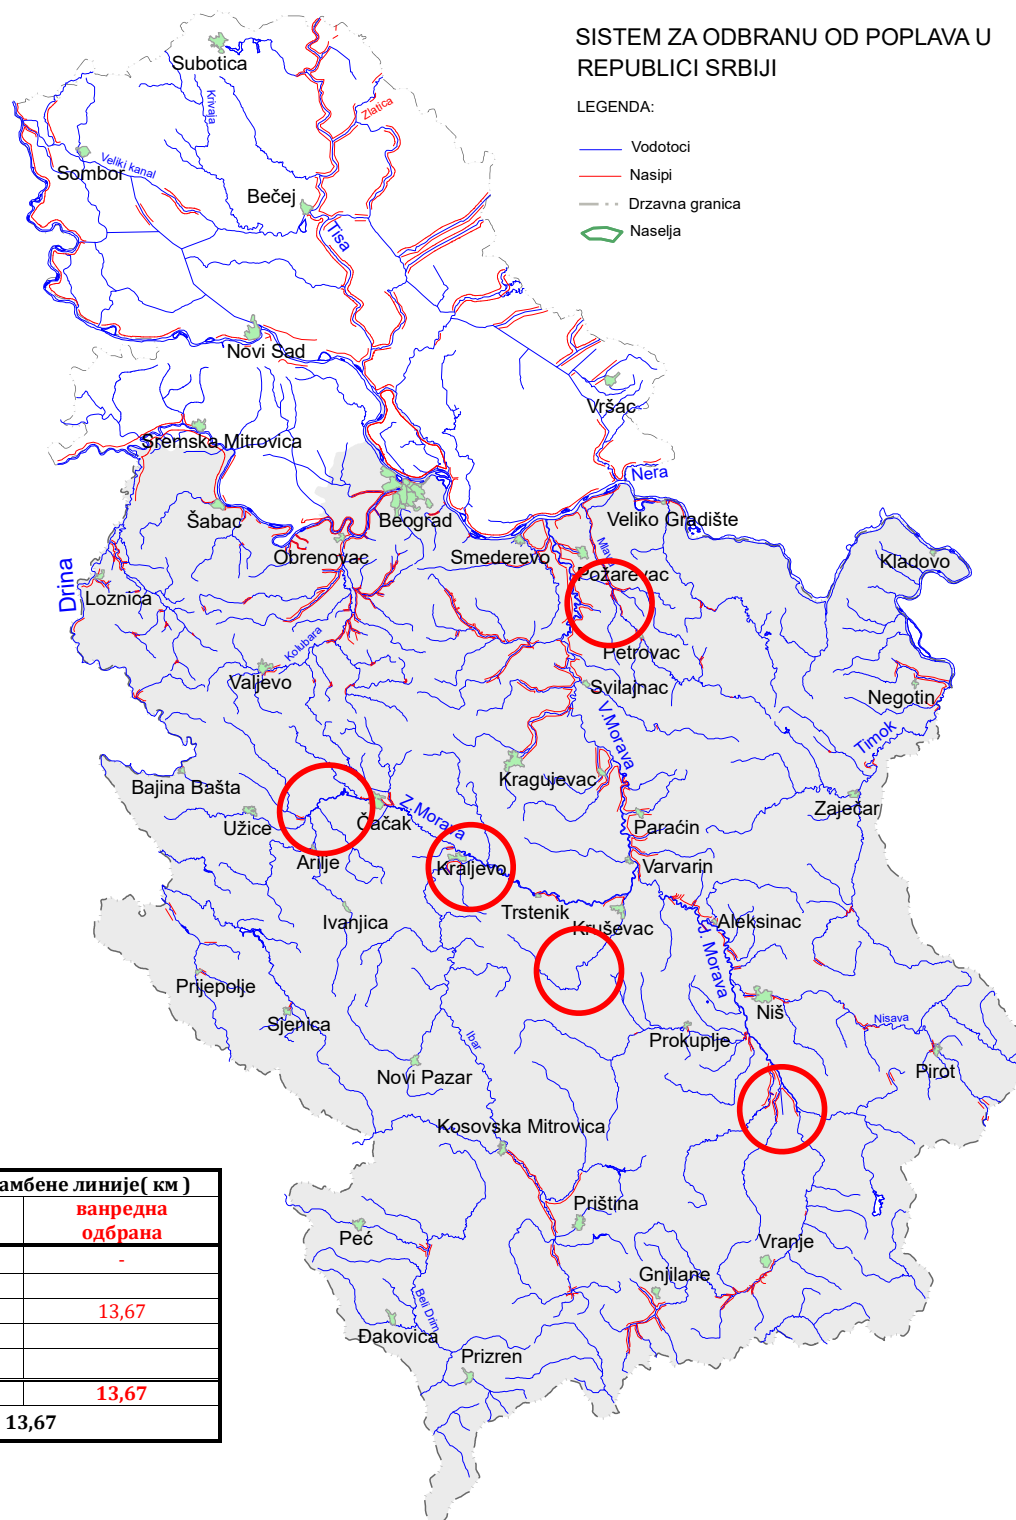 SISTEM ZA ODBRANU OD POPLAVA U
REPUBLICI SRBIJI
LEGENDA:
Vodotoci
Nasipi
Drzavna granica
Naselja
Subotica
Krivaja
Zlatica
Sombor
Veliki kanal
Bečej
Tisa
Novi Sad
Vršac
Sremska Mitrovica
Nera
Šabac
Beograd
Veliko Gradište
Obrenovac
Smederevo
Mlav
Kladovo
Drina
Loznica
Požarevac
Kolubara
Petrovac
Valjevo
Svilajnac
Negotin
V.Morava
Timok
Bajina Bašta
Kragujevac
Zaječar
Užice
Čačak
Z.Morava
Paraćin
Arilje
Kraljevo
Varvarin
Ivanjica
Trstenik
Kruševac
Aleksinac
J. Morava
Prijepolje
Sjenica
Niš
Nisava
Prokuplje
Ibar
Pirot
Novi Pazar
Kosovska Mitrovica
Priština
Peć
Vranje
Gnjilane
Beli Drim
Đakovica
Prizren
амбене линије( км )
ванредна
одбрана
-
13,67
13,67
13,67